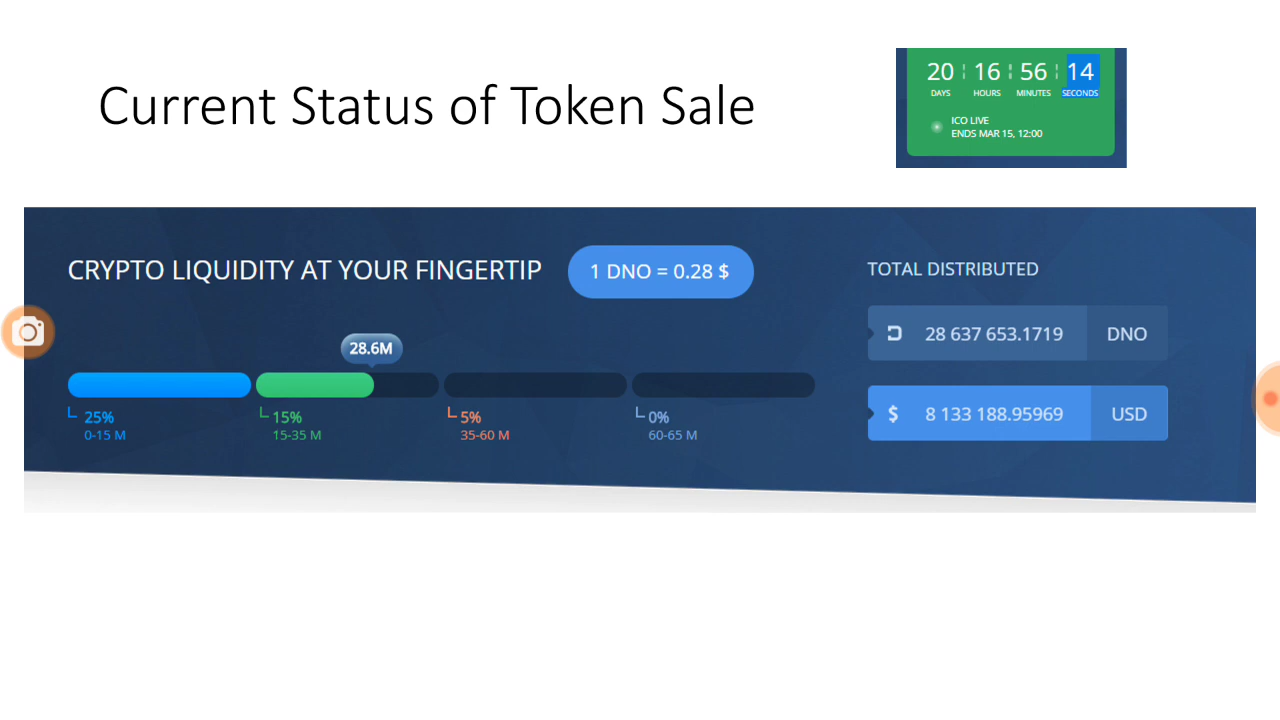 Current Status of Token Sale
20 16 56 14
DAYS HOURS MINUTES SECONDS
ICO LIVE
ENDS MAR 15, 12:00
CRYPTO LIQUIDITY AT YOUR FINGERTIP
1 DNO = 0.28 $
28.6M
25%
0-15 M
15%
15-35 M
5%
35-60 M
0%
60-65 M
TOTAL DISTRIBUTED
28 637 653.1719 DNO
$ 8 133 188.95969 USD